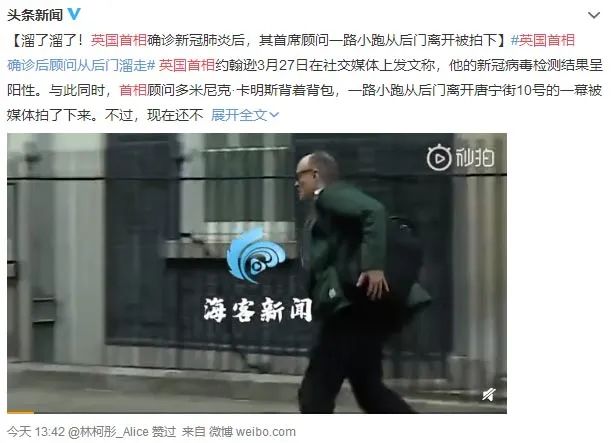 头条新闻
【溜了溜了！英国首相确诊新冠肺炎后，其首席顾问一路小跑从后门离开被拍下】#英国首相
确诊后顾问从后门溜走# 英国首相约翰逊3月27日在社交媒体上发文称，他的新冠病毒检测结果呈
阳性。与此同时，首相顾问多米尼克·卡明斯背着背包，一路小跑从后门离开唐宁街10号的一幕被
媒体拍了下来。不过，现在还不 展开全文
秒拍
海客新闻
今天 13:42 @林柯彤_Alice 赞过 来自 微博 weibo.com